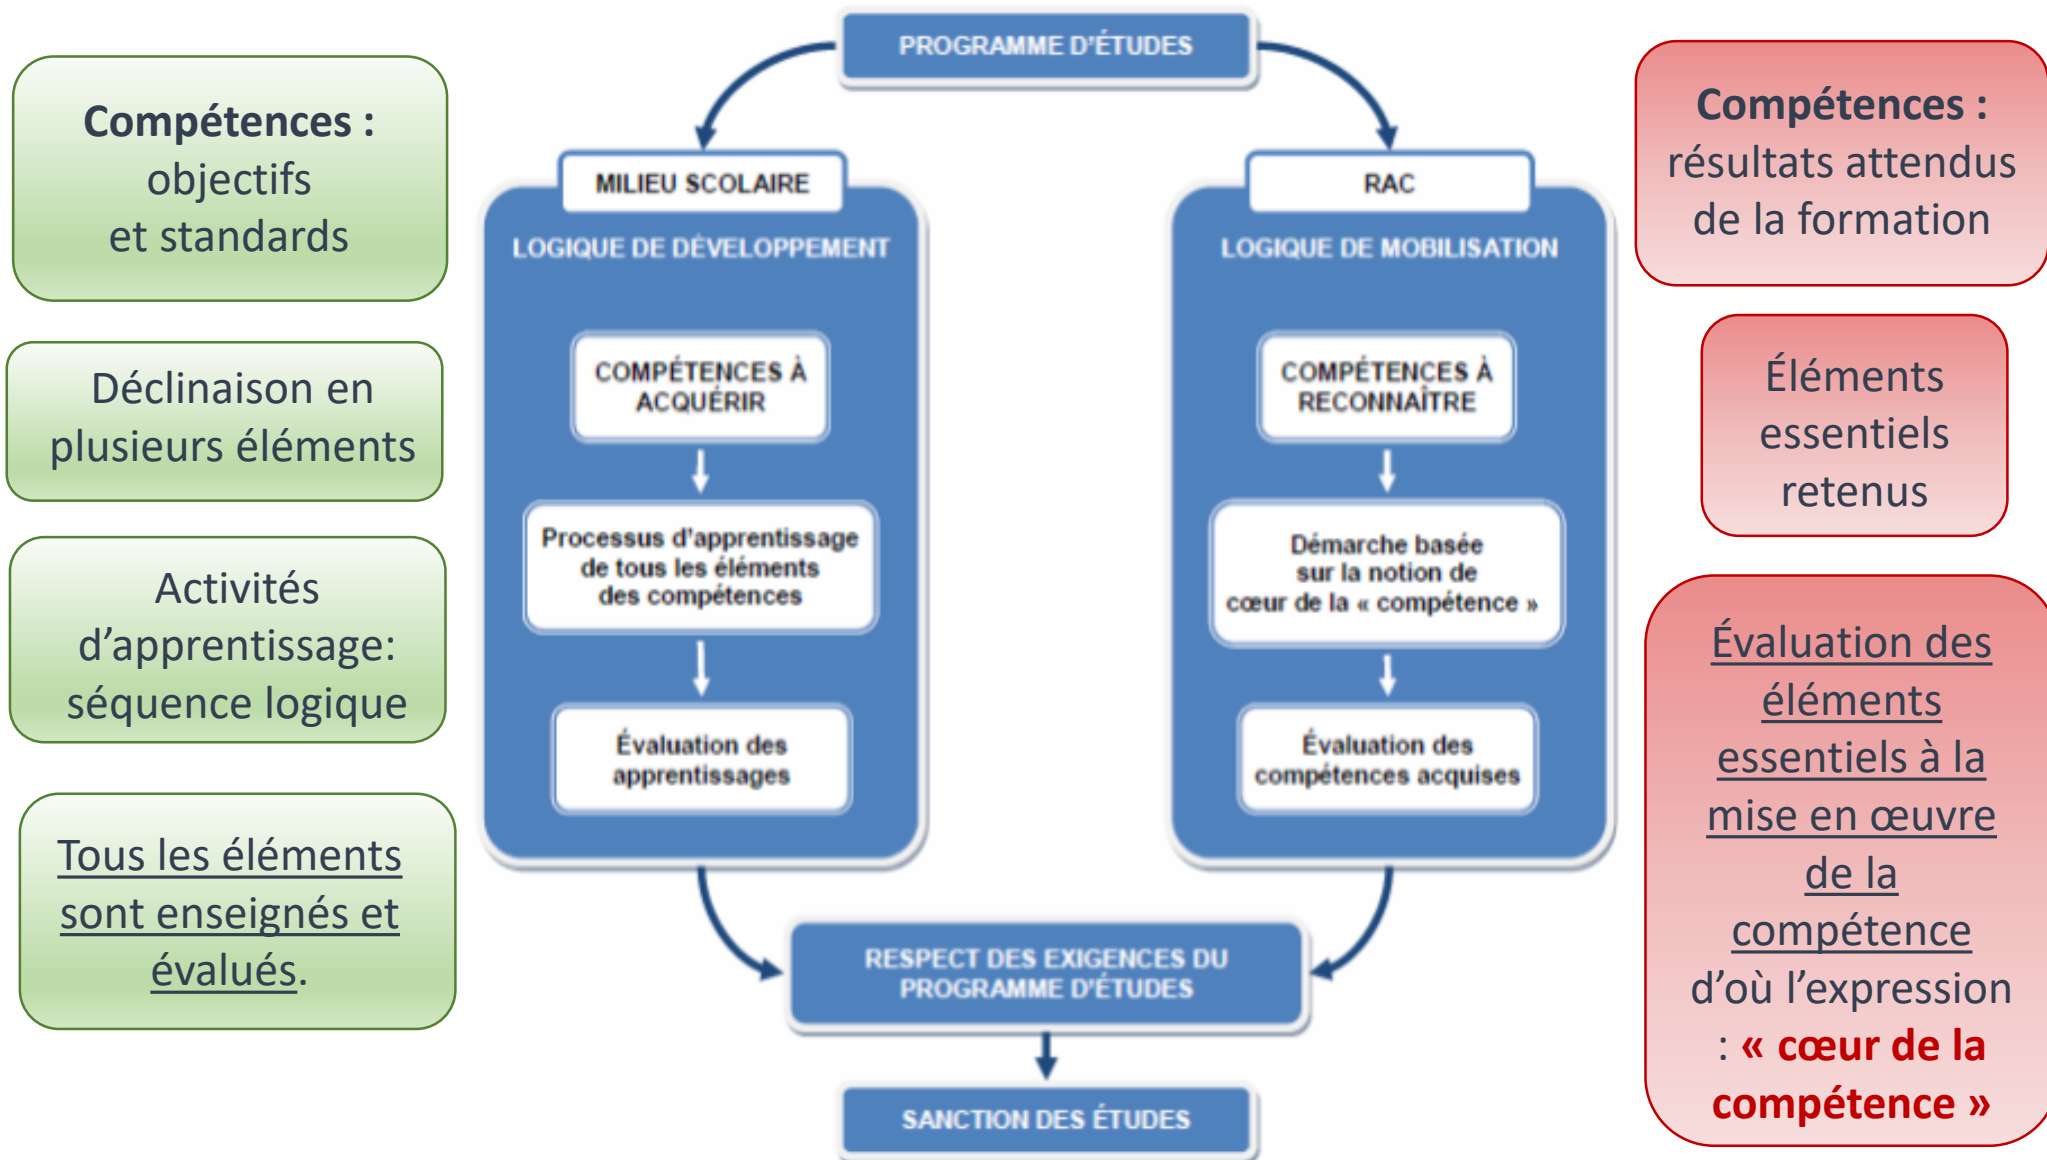 PROGRAMME D'ÉTUDES
Compétences :
objectifs
et standards
Déclinaison en
plusieurs éléments
Activités
d’apprentissage:
séquence logique
Tous les éléments
sont enseignés et
évalués.
MILIEU SCOLAIRE
LOGIQUE DE DÉVELOPPEMENT
COMPÉTENCES À
ACQUÉRIR
Processus d'apprentissage
de tous les éléments
des compétences
Évaluation des
apprentissages
RAC
LOGIQUE DE MOBILISATION
COMPÉTENCES À
RECONNAÎTRE
Démarche basée
sur la notion de
cœur de la « compétence »
Évaluation des
compétences acquises
Compétences :
résultats attendus
de la formation
Éléments
essentiels
retenus
Évaluation des
éléments
essentiels à la
mise en œuvre
de la
compétence
d’où l’expression
: « cœur de la
compétence »
RESPECT DES EXIGENCES DU
PROGRAMME D'ÉTUDES
SANCTION DES ÉTUDES